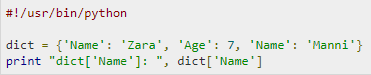 #!/usr/bin/python
dict = {'Name': 'Zara', 'Age': 7, 'Name': 'Manni'}
print "dict['Name']: ", dict['Name']